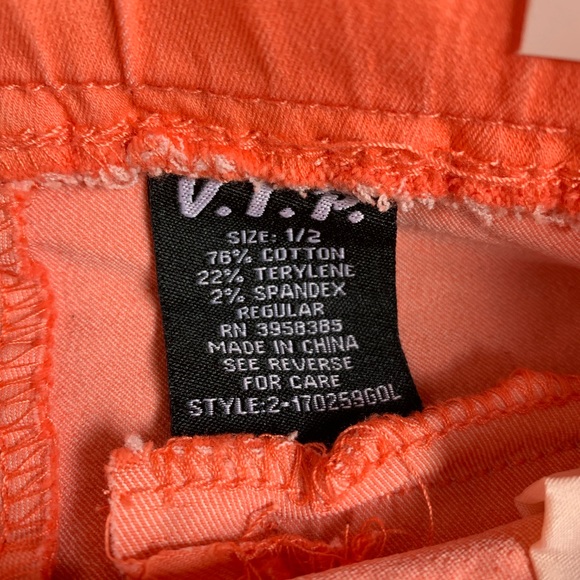 V.I.P.
SIZE: 1/2
76% COTTON
22% TERYLENE
2% SPANDEX
REGULAR
RN 3958385
MADE IN CHINA
SEE REVERSE
FOR CARE
STYLE:2-170259GOL